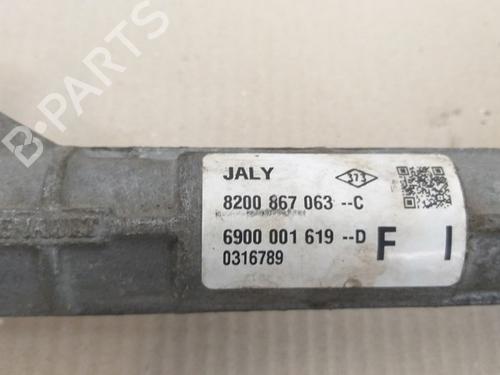 JALY
373
8200 867 063 --C
6900 001 619 --D
0316789
F I
B-PARTS